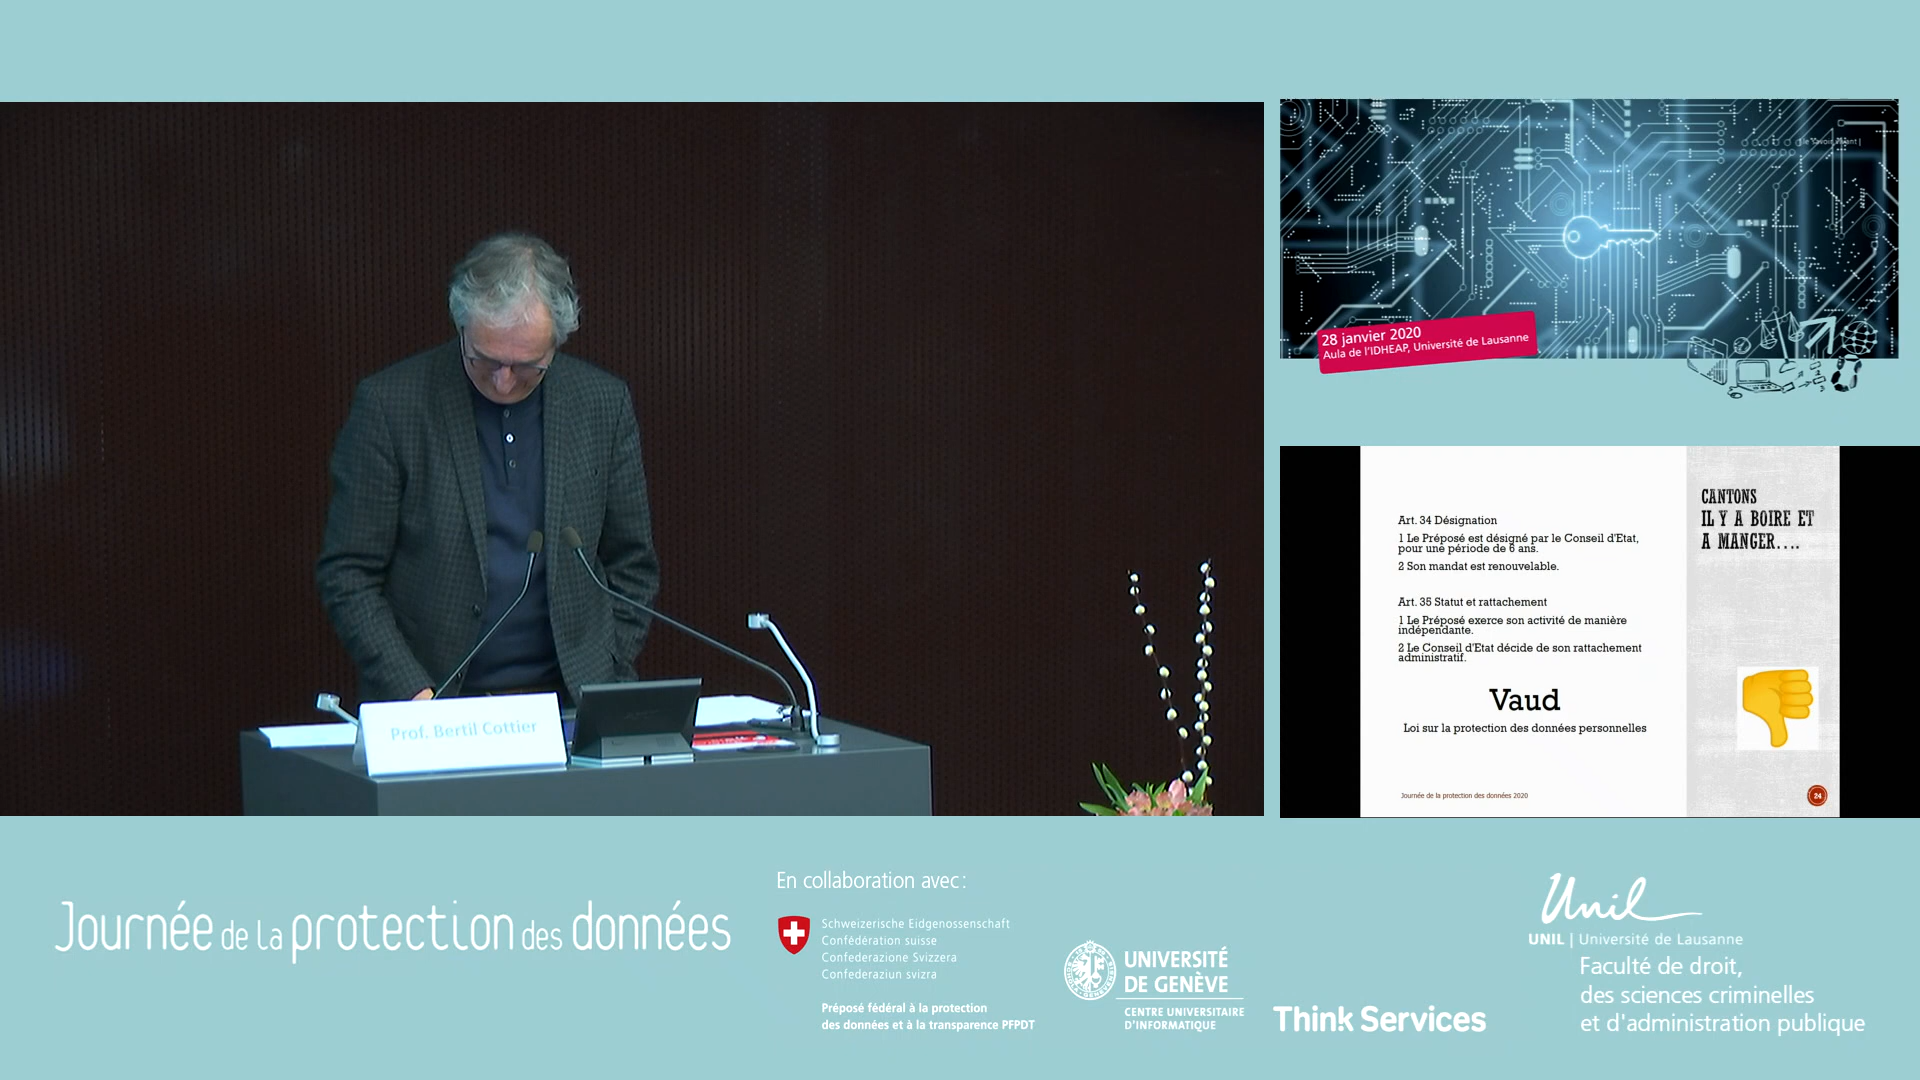 Prof. Bertil Cottier
| le savoir vivant |
28 janvier 2020
Aula de l'IDHEAP, Université de Lausanne
Art. 34 Désignation
1 Le Préposé est désigné par le Conseil d'Etat,
pour une période de 6 ans.
2 Son mandat est renouvelable.
Art. 35 Statut et rattachement
1 Le Préposé exerce son activité de manière
indépendante.
2 Le Conseil d'Etat décide de son rattachement
administratif.
Vaud
Loi sur la protection des données personnelles
Journée de la protection des données 2020
CANTONS
IL Y A BOIRE ET
A MANGER....
24
Journée de la protection des données
En collaboration avec :
Schweizerische Eidgenossenschaft
Confédération suisse
Confederazione Svizzera
Confederaziun svizra
Préposé fédéral à la protection
des données et à la transparence PFPDT
UNIVERSITÉ
DE GENÈVE
CENTRE UNIVERSITAIRE
D'INFORMATIQUE
Think Services
Unil
UNIL | Université de Lausanne
Faculté de droit,
des sciences criminelles
et d'administration publique